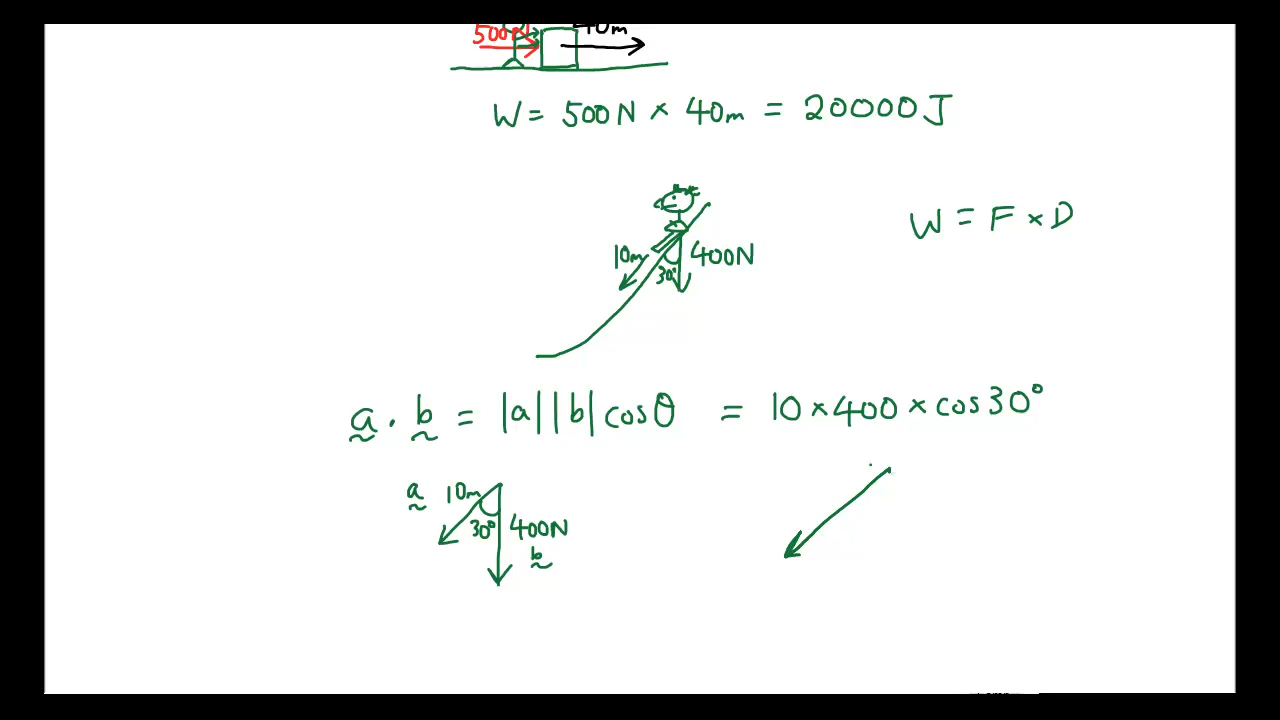 500N 40m
W = 500N × 40m = 20000J
W = F × D
10m 400N
30°
a · b = |a||b| cosθ = 10 × 400 × cos30°
a 10m
30° 400N
b